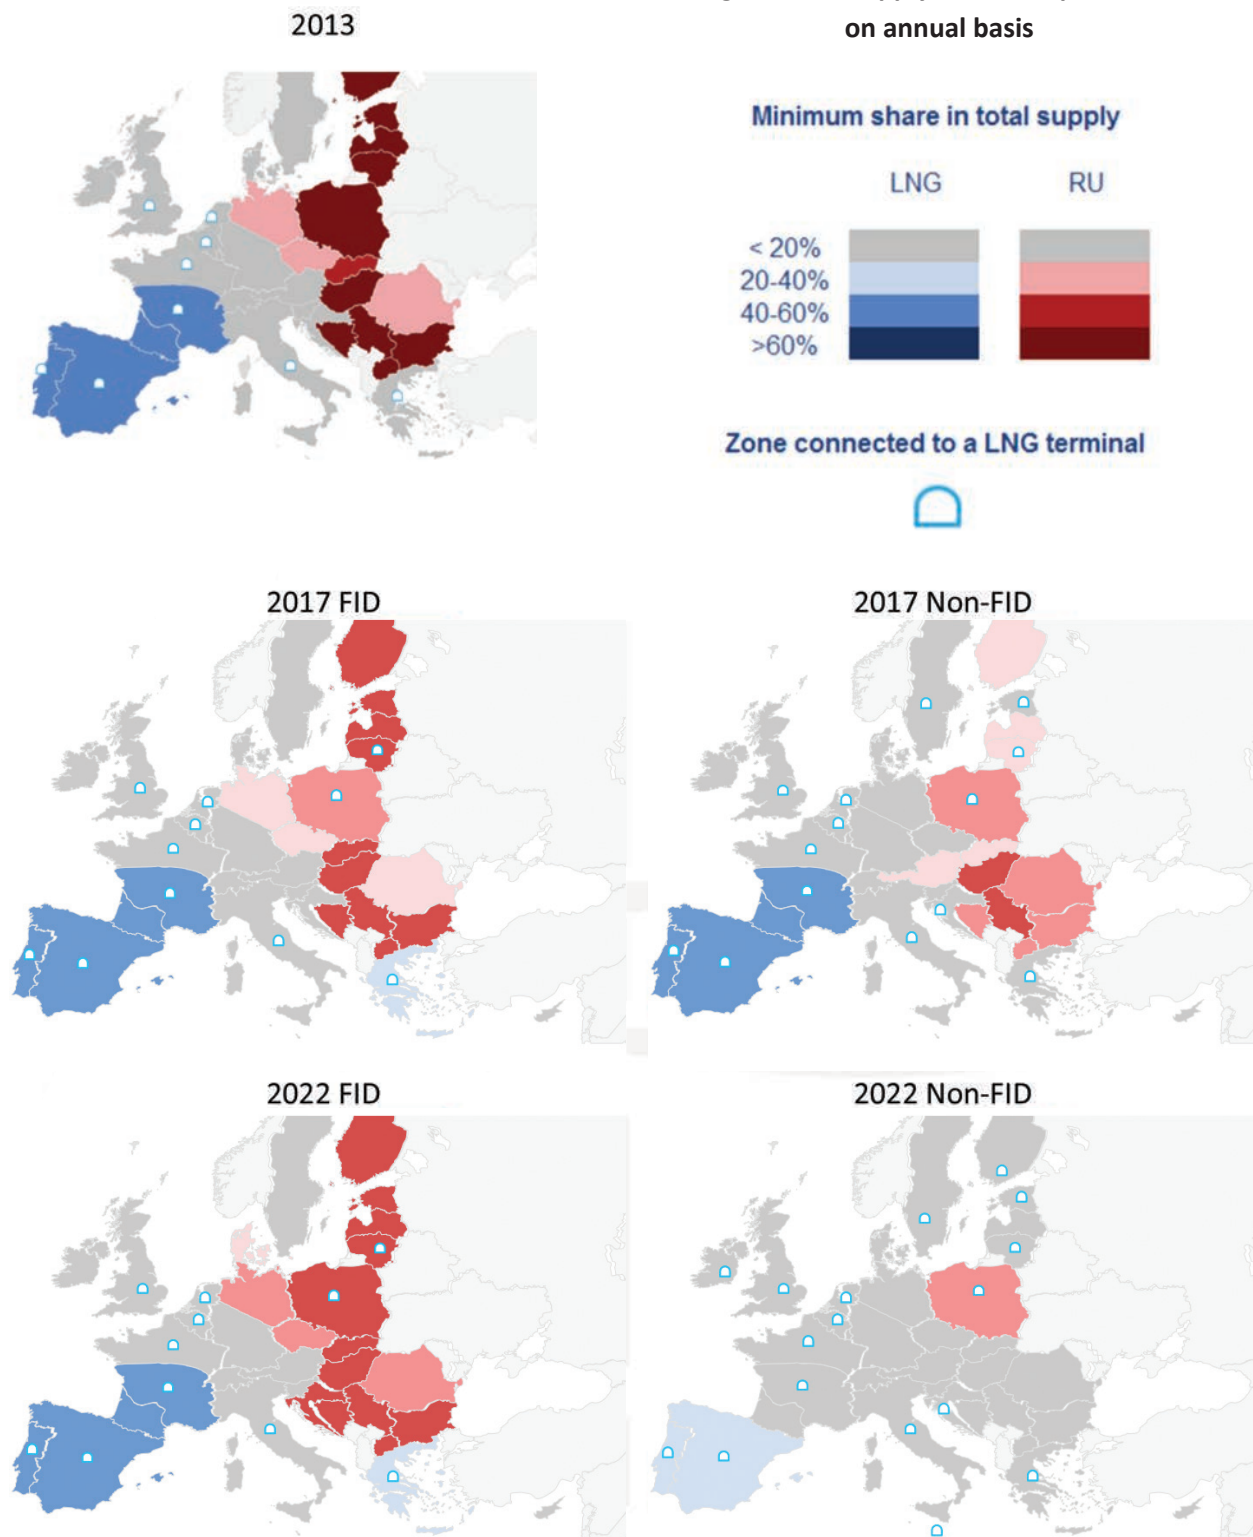 on annual basis
2013
Minimum share in total supply
LNG RU
< 20%
20-40%
40-60%
>60%
Zone connected to a LNG terminal
2017 FID
2017 Non-FID
2022 FID
2022 Non-FID